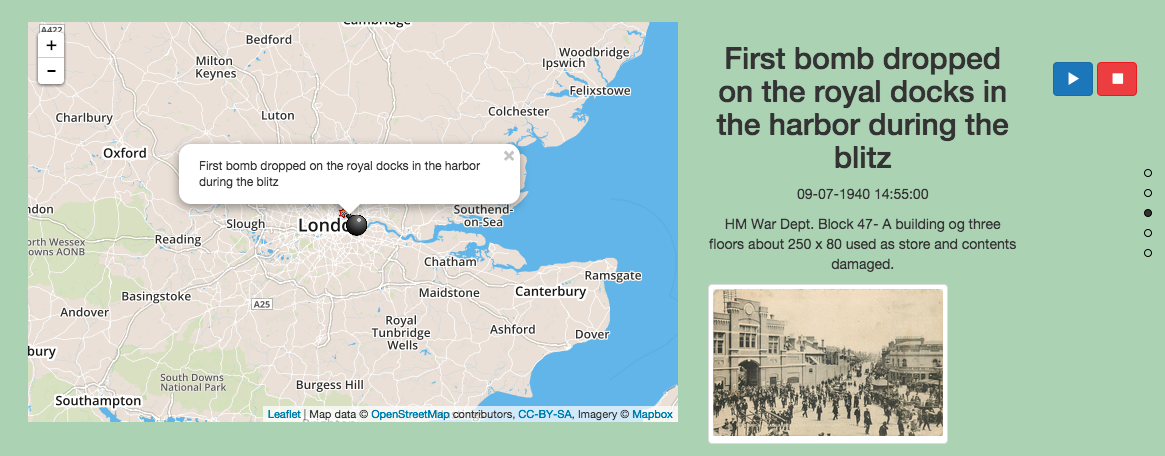 Cambridge
A422
+
-
Bedford
Milton
Keynes
Woodbridge
Ipswich
Felixstowe
Colchester
Charlbury
Luton
Oxford
First bomb dropped on the royal docks in the harbor
during the blitz
×
ndon
Slough
Southend-
on-Sea
Reading
orth Wessex
owns AONB
Chatham
Ramsgate
Basingstoke
A25
Maidstone
Canterbury
Andover
Royal
Tunbridge
Wells
Ashford
Dover
bury
South Downs
National Park
Burgess Hill
Southampton
Leaflet | Map data © OpenStreetMap contributors, CC-BY-SA, Imagery © Mapbox
First bomb dropped
on the royal docks in
the harbor during the
blitz
09-07-1940 14:55:00
HM War Dept. Block 47- A building og three
floors about 250 x 80 used as store and contents
damaged.